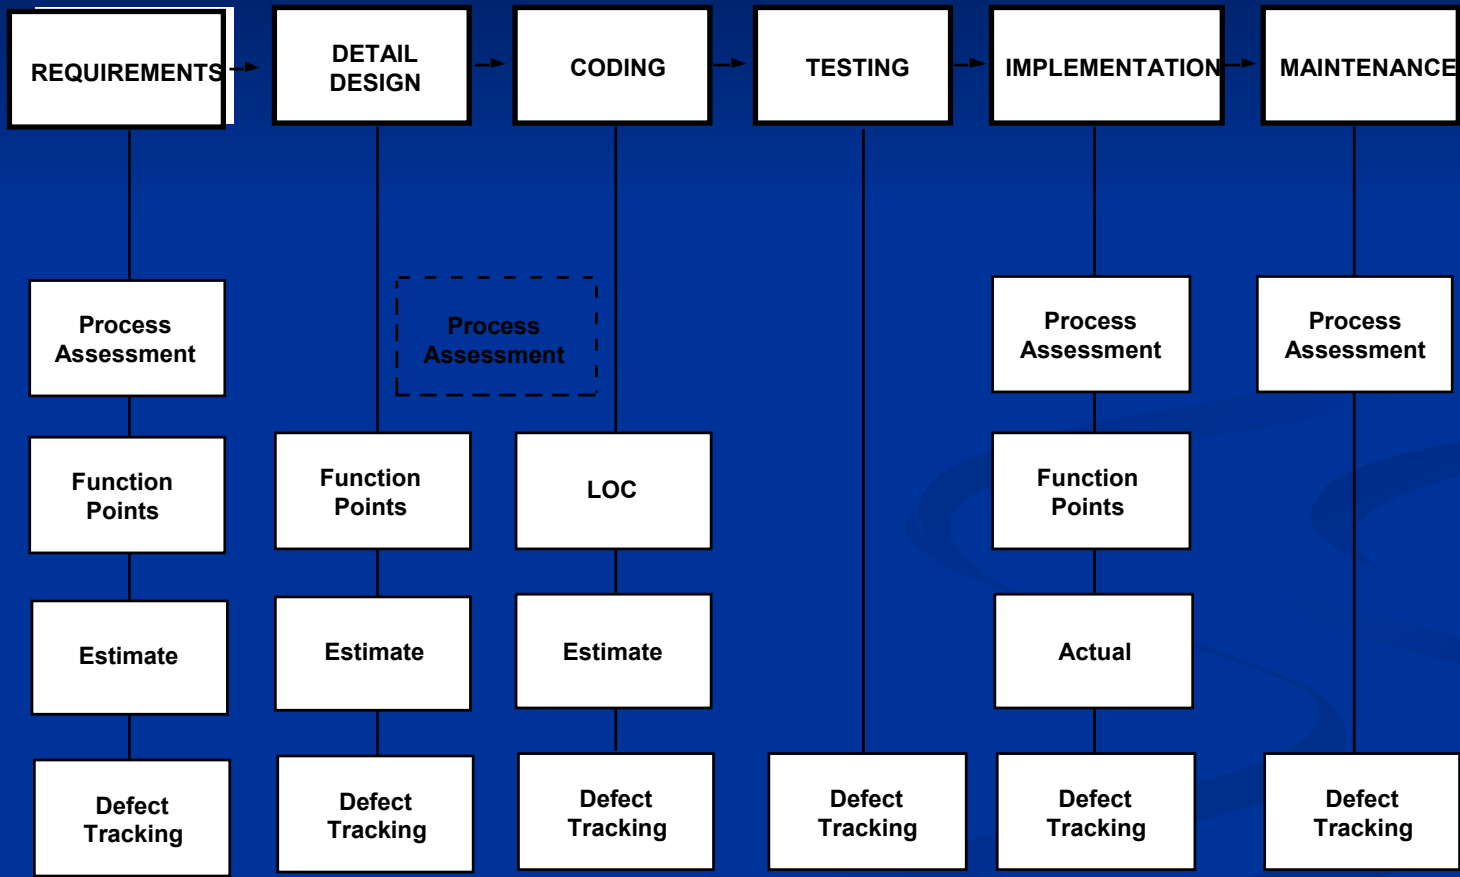 REQUIREMENTS
DETAIL
DESIGN
CODING
TESTING
IMPLEMENTATION
MAINTENANCE
Process
Assessment
Process
Assessment
Process
Assessment
Process
Assessment
Function
Points
Function
Points
LOC
Function
Points
Estimate
Estimate
Estimate
Actual
Defect
Tracking
Defect
Tracking
Defect
Tracking
Defect
Tracking
Defect
Tracking
Defect
Tracking